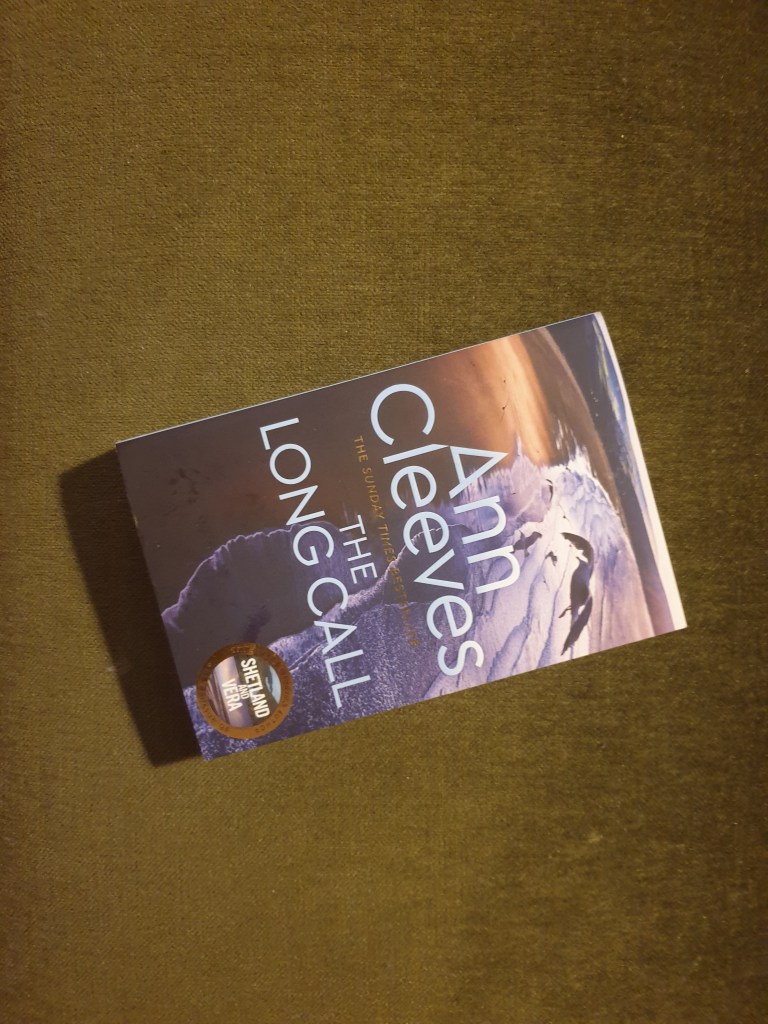 Ann
Cleeves
THE SUNDAY TIMES BESTSELLER
THE
LONG CALL
SHETLAND
AND
VERA